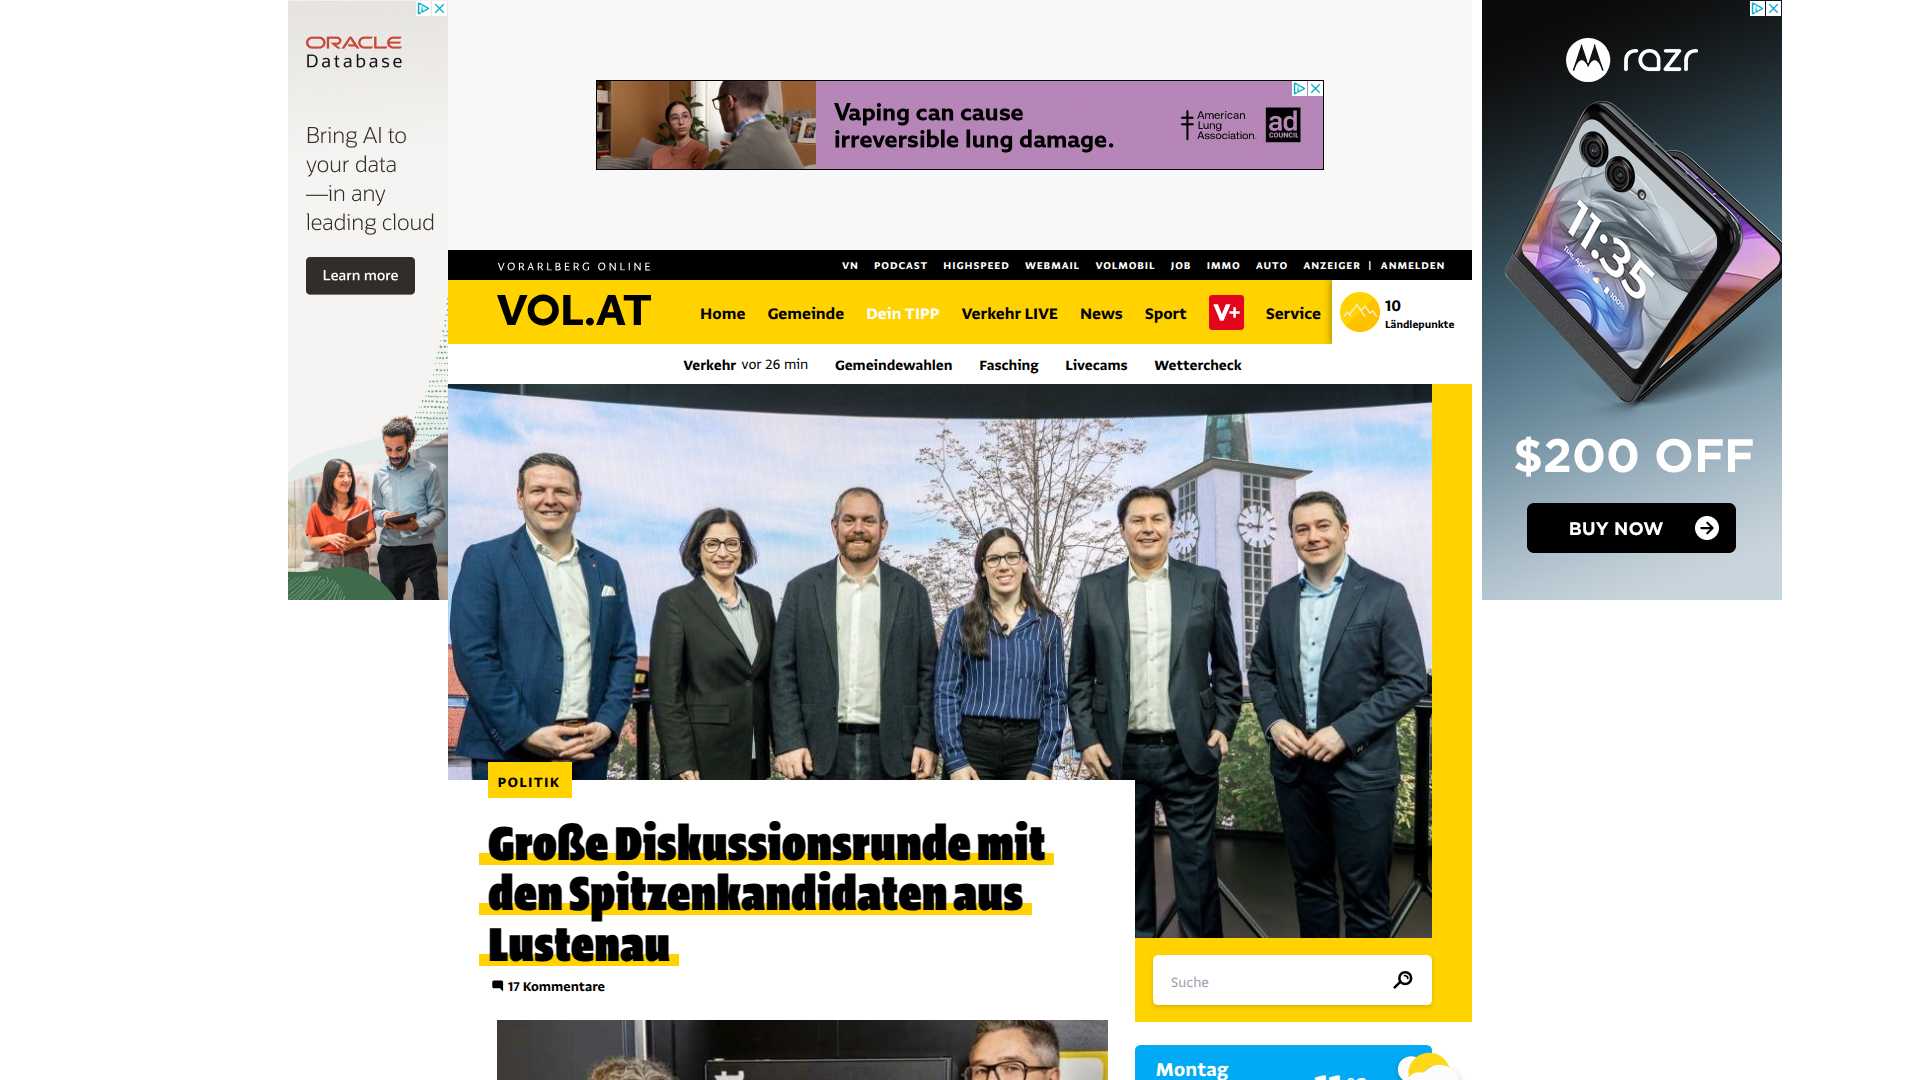 ORACLE
Database
Bring AI to
your data
—in any
leading cloud
Learn more
Vaping can cause
irreversible lung damage.
American
Lung
Association.
ad
COUNCIL
razr
11:35
Tue, Apr 2
100%
$200 OFF
BUY NOW
VORARLBERG ONLINE
VN PODCAST HIGHSPEED WEBMAIL VOLMOBIL JOB IMMO AUTO ANZEIGER | ANMELDEN
VOL.AT
Home Gemeinde Dein TIPP Verkehr LIVE News Sport V+ Service
10
Ländlepunkte
Verkehr vor 26 min Gemeindewahlen Fasching Livecams Wettercheck
POLITIK
Große Diskussionsrunde mit
den Spitzenkandidaten aus
Lustenau
17 Kommentare
Suche
Montag